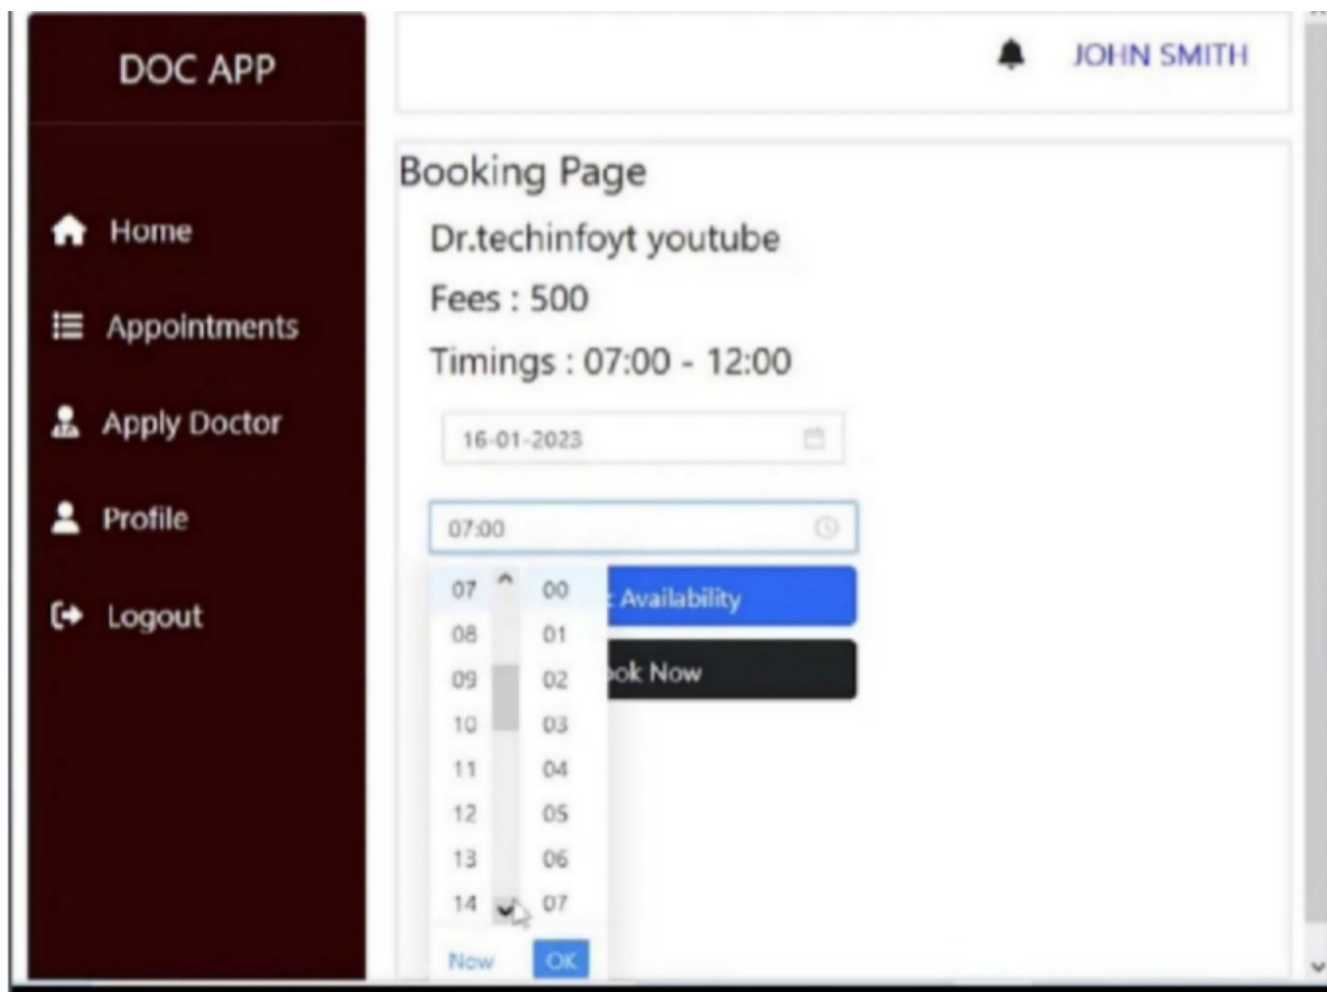 DOC APP
Home
Appointments
Apply Doctor
Profile
Logout
JOHN SMITH
Booking Page
Dr.techinfoyt youtube
Fees : 500
Timings : 07:00 - 12:00
16-01-2023
07:00
07 00
08 01
09 02
10 03
11 04
12 05
13 06
14 07
Now OK
Availability
ok Now